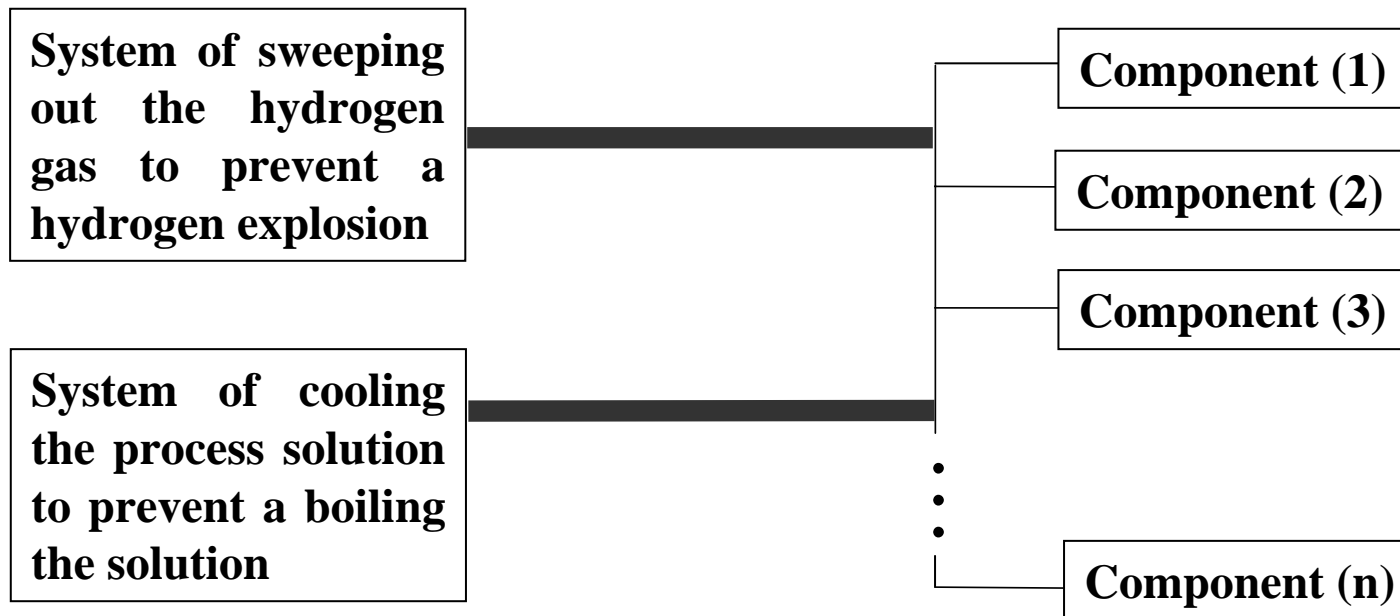 System of sweeping
out the hydrogen
gas to prevent a
hydrogen explosion
System of cooling
the process solution
to prevent a boiling
the solution
Component (1)
Component (2)
Component (3)
Component (n)